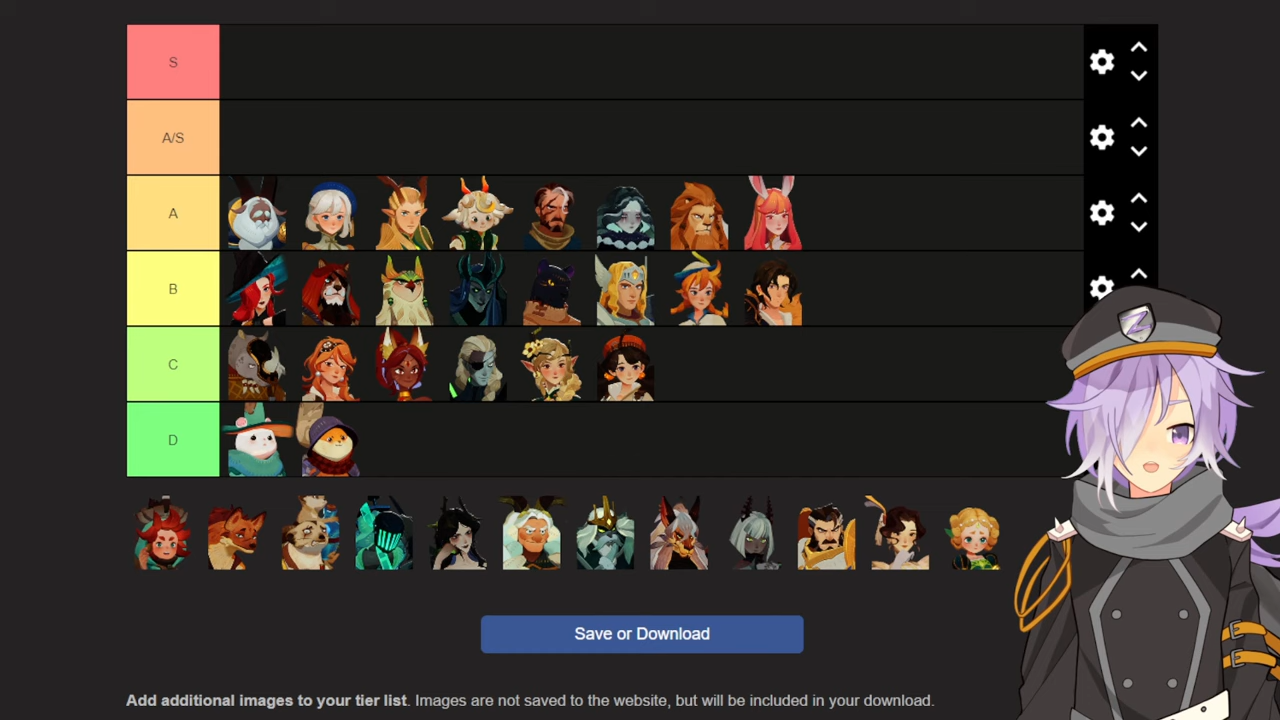 S
A/S
A
B
C
D
Save or Download
Add additional images to your tier list. Images are not saved to the website, but will be included in your download.